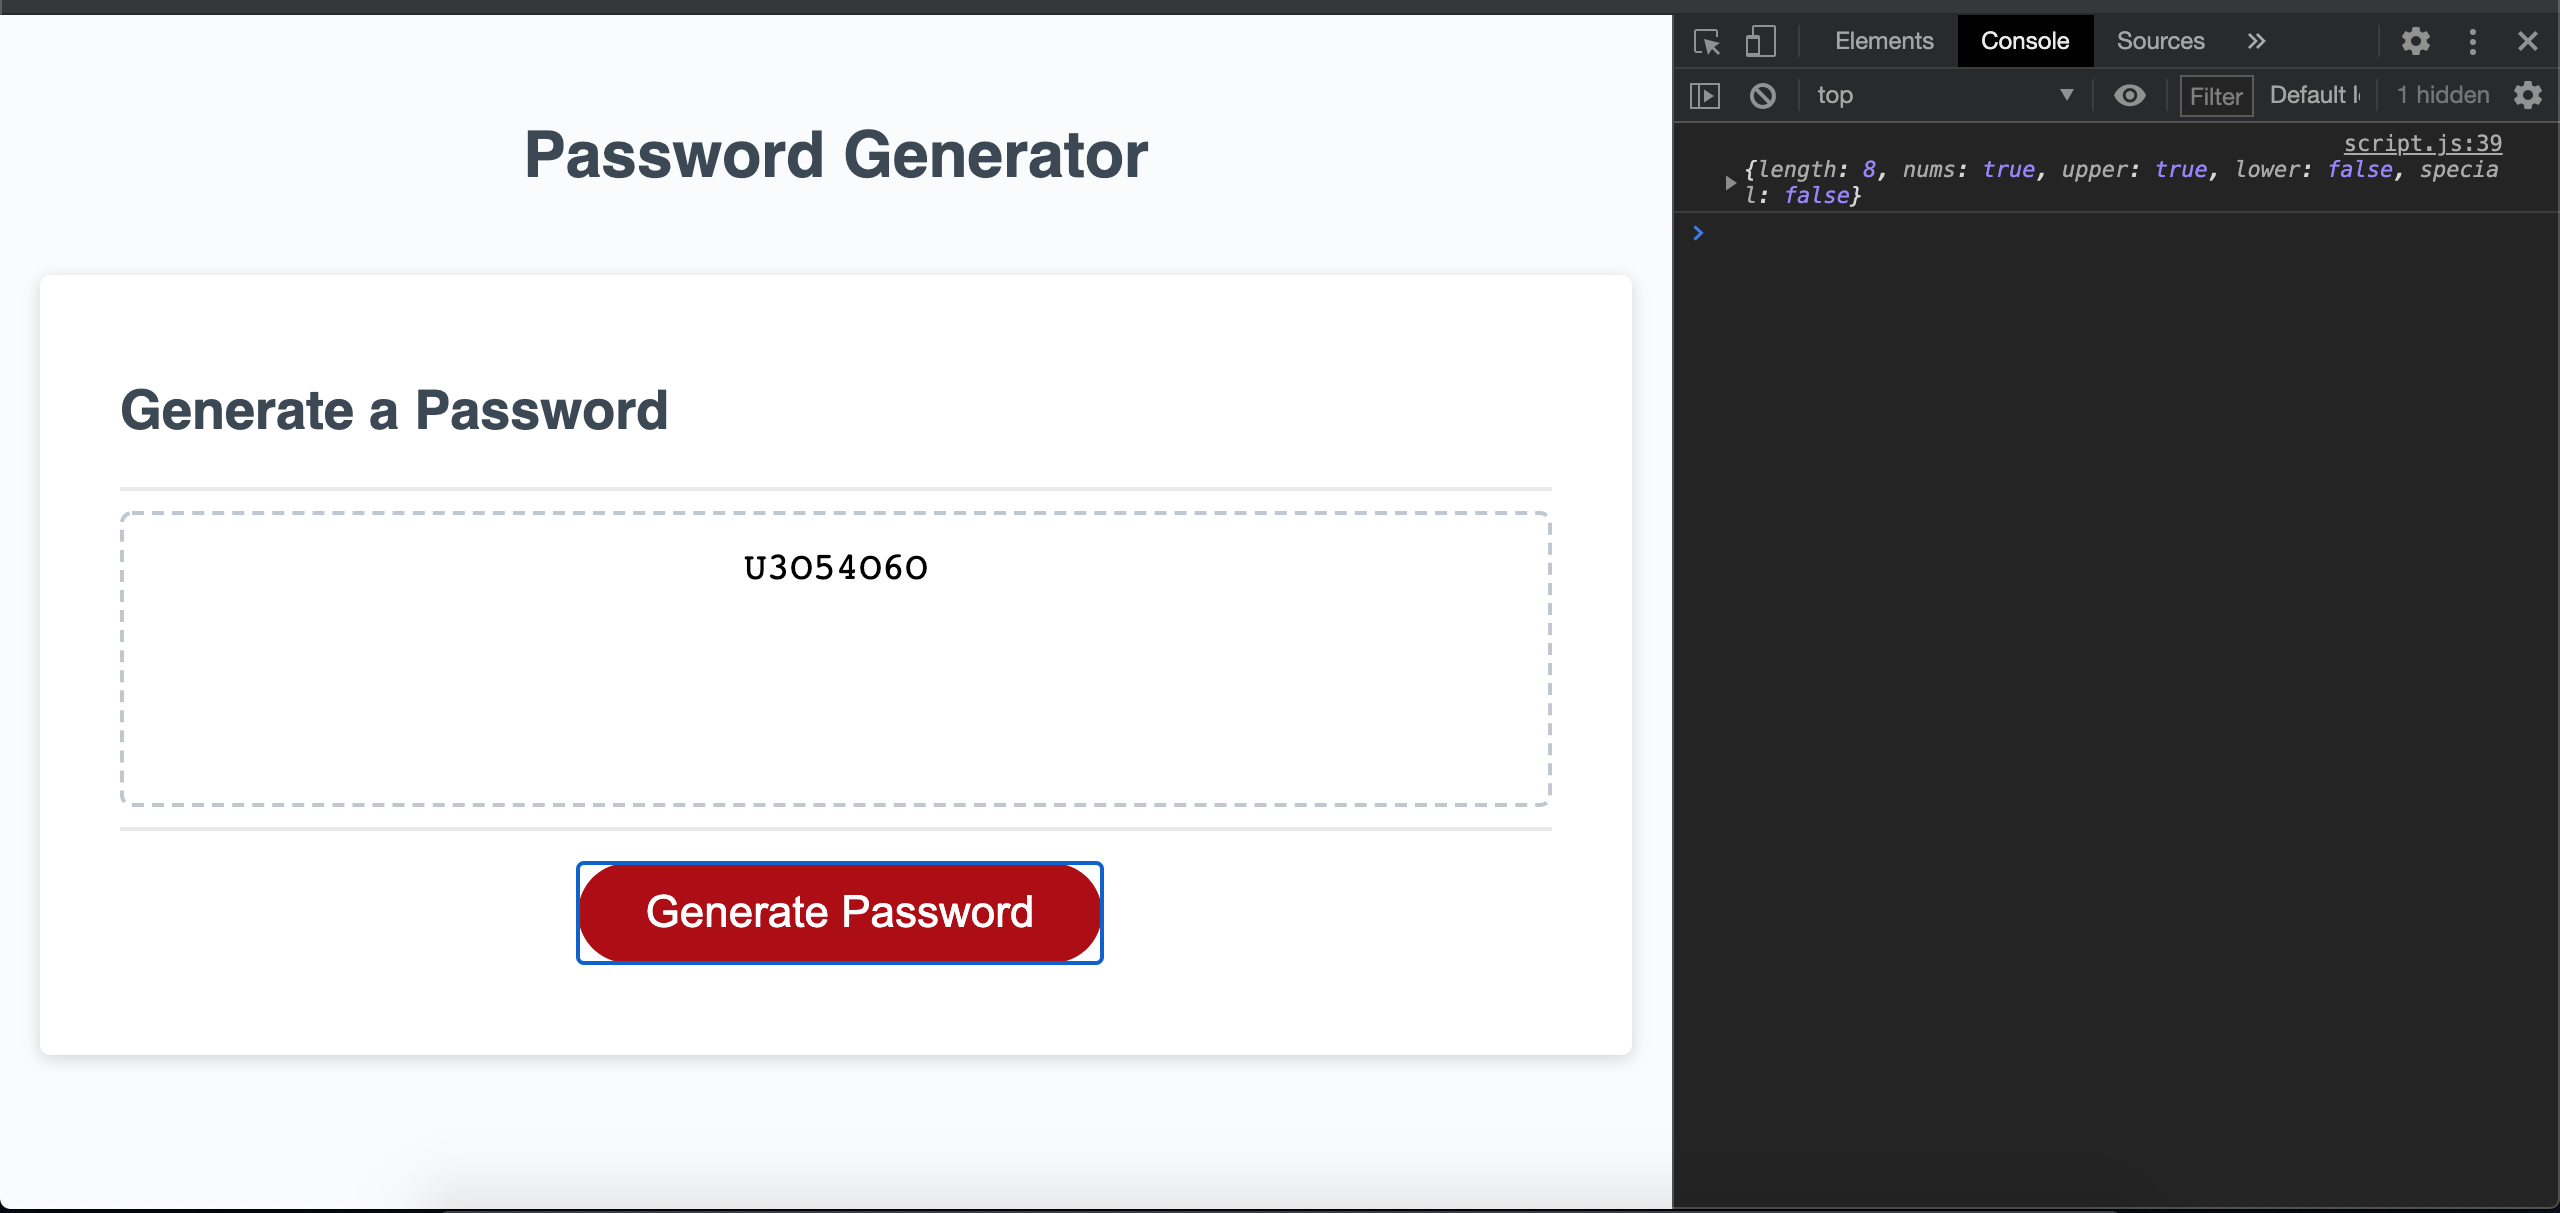 Password Generator
Generate a Password
U3054060
Generate Password
Elements Console Sources
top Filter Default l 1 hidden
script.js:39
{length: 8, nums: true, upper: true, lower: false, specia
l: false}